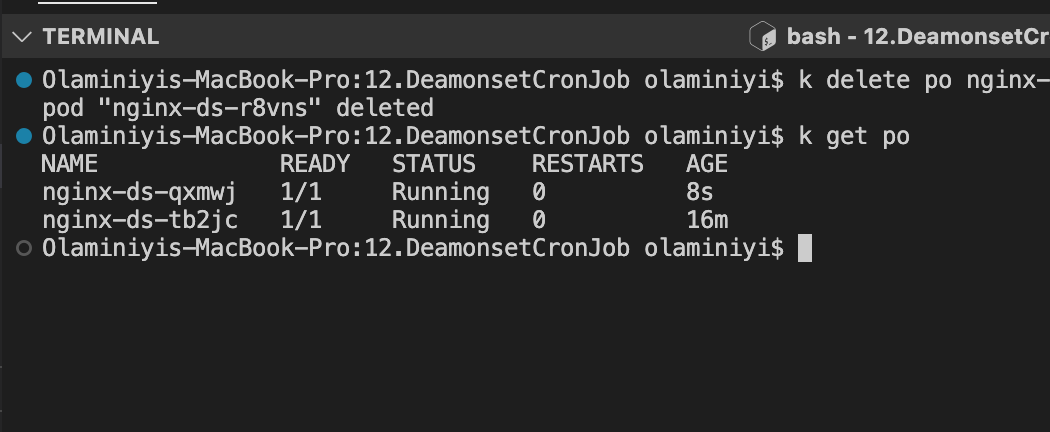 TERMINAL
bash - 12.DeamonsetCr
Olaminiyis-MacBook-Pro:12.DeamonsetCronJob olaminiyi$ k delete po nginx-
pod "nginx-ds-r8vns" deleted
Olaminiyis-MacBook-Pro:12.DeamonsetCronJob olaminiyi$ k get po
NAME READY STATUS RESTARTS AGE
nginx-ds-qxmwj 1/1 Running 0 8s
nginx-ds-tb2jc 1/1 Running 0 16m
Olaminiyis-MacBook-Pro:12.DeamonsetCronJob olaminiyi$